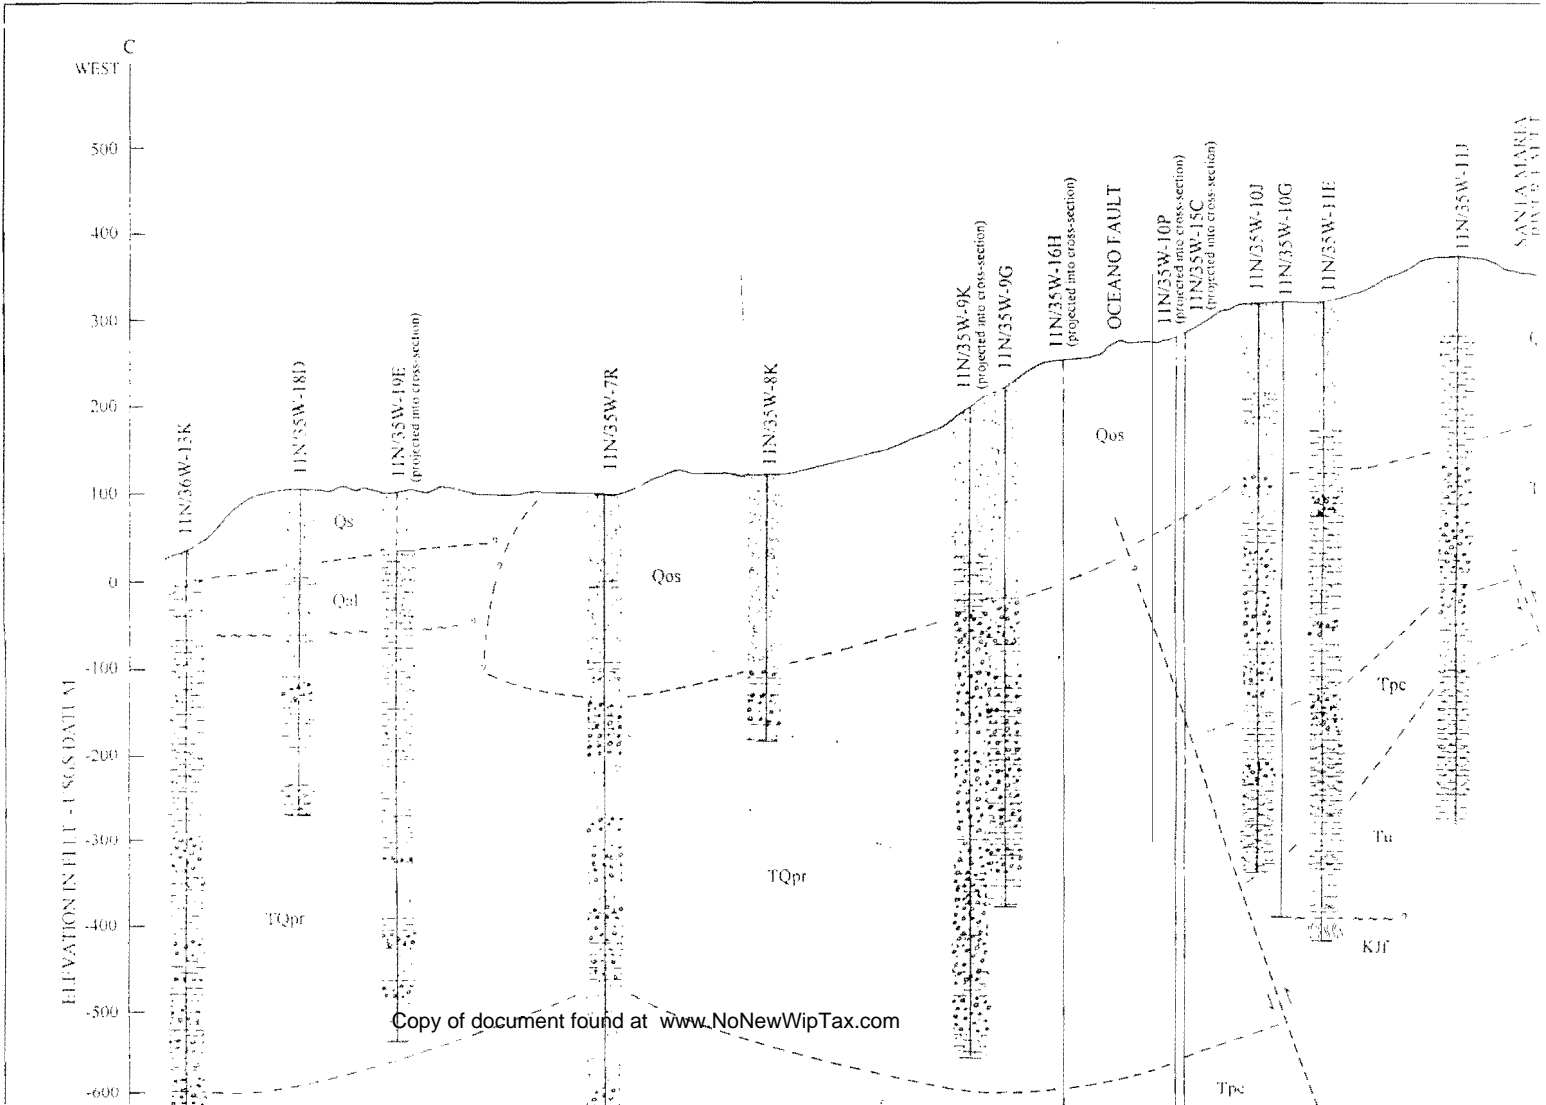 C
WEST
500
400
300
200
100
0
-100
-200
-300
-400
-500
-600
ELEVATION IN FEET - USGS DATUM
11N/36W-13K
11N/35W-18D
11N/35W-19E
(projected into cross-section)
11N/35W-7R
11N/35W-8K
11N/35W-9K
(projected into cross-section)
11N/35W-9G
11N/35W-16H
(projected into cross-section)
OCEANO FAULT
11N/35W-10P
(projected into cross-section)
11N/35W-15C
(projected into cross-section)
11N/35W-10J
11N/35W-10G
11N/35W-11E
11N/35W-11J
SANTA MARIA
Qs
Qal
Qos
Qos
TQpr
TQpr
Tpc
Tu
KJf
Tpc
?
?
?
?
Copy of document found at www.NoNewWipTax.com